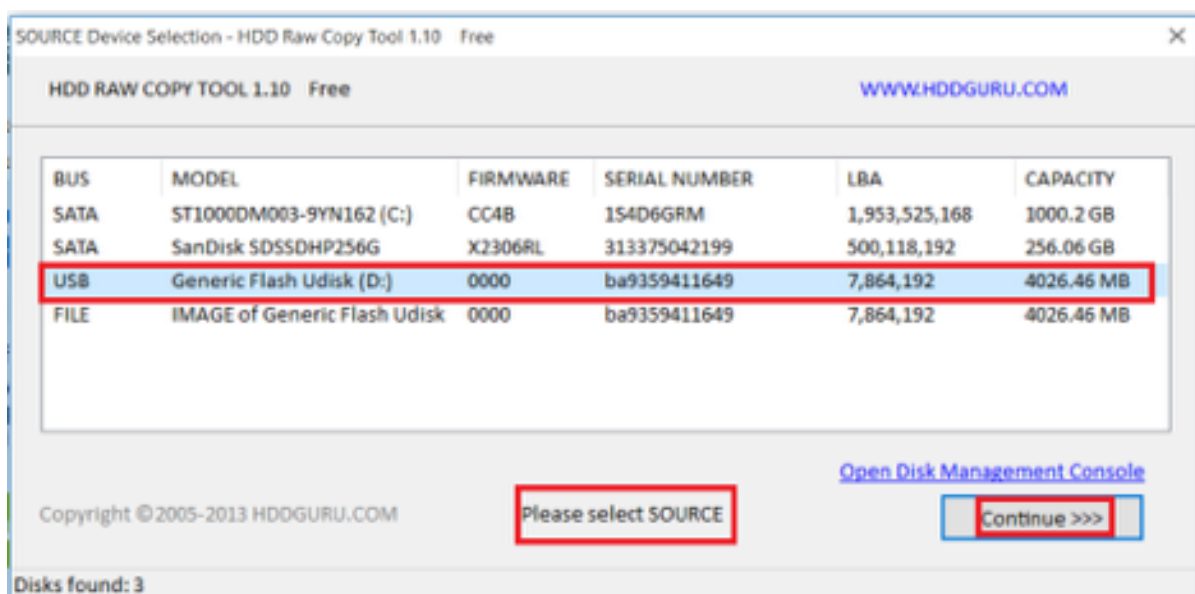 SOURCE Device Selection - HDD Raw Copy Tool 1.10 Free
HDD RAW COPY TOOL 1.10 Free WWW.HDDGURU.COM
BUS MODEL FIRMWARE SERIAL NUMBER LBA CAPACITY
SATA ST1000DM003-9YN162 (C:) CC4B 1S4D6GRM 1,953,525,168 1000.2 GB
SATA SanDisk SDSSDHP256G X2306RL 313375042199 500,118,192 256.06 GB
USB Generic Flash Udisk (D:) 0000 ba9359411649 7,864,192 4026.46 MB
FILE IMAGE of Generic Flash Udisk 0000 ba9359411649 7,864,192 4026.46 MB
Open Disk Management Console
Copyright ©2005-2013 HDDGURU.COM Please select SOURCE Continue >>>
Disks found: 3